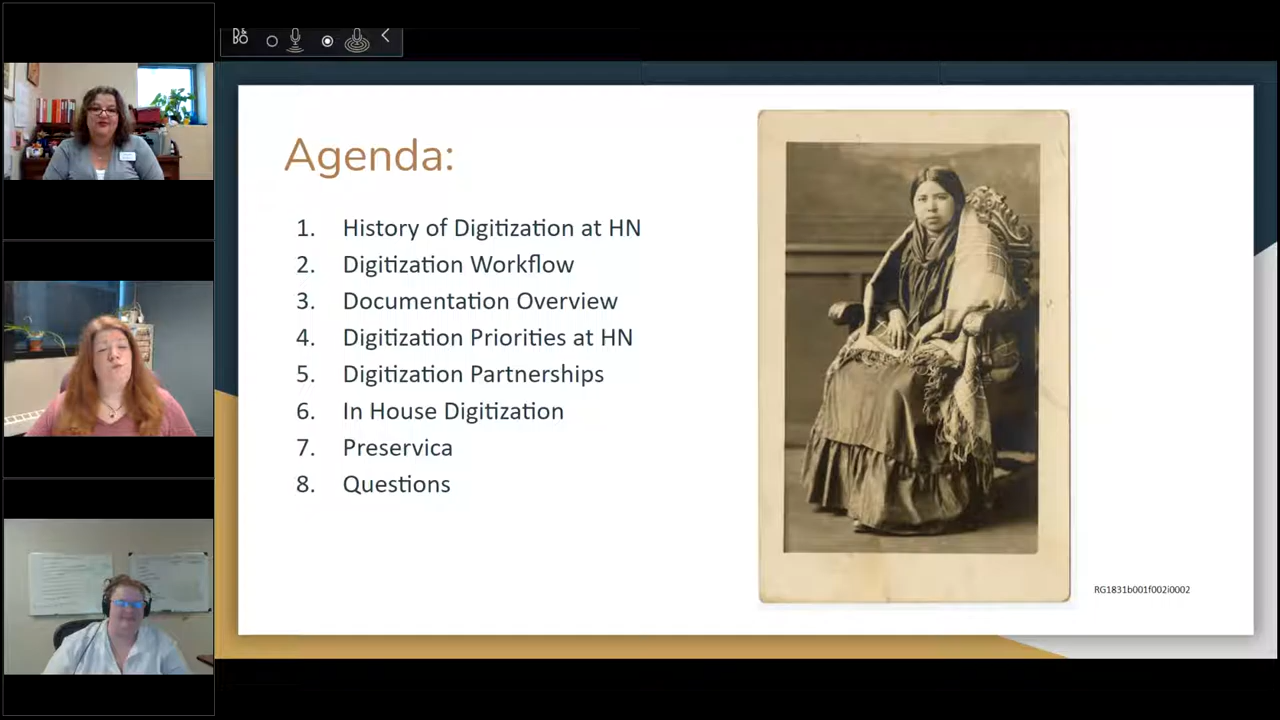 Agenda:
1. History of Digitization at HN
2. Digitization Workflow
3. Documentation Overview
4. Digitization Priorities at HN
5. Digitization Partnerships
6. In House Digitization
7. Preservica
8. Questions
RG1831b001f002i0002